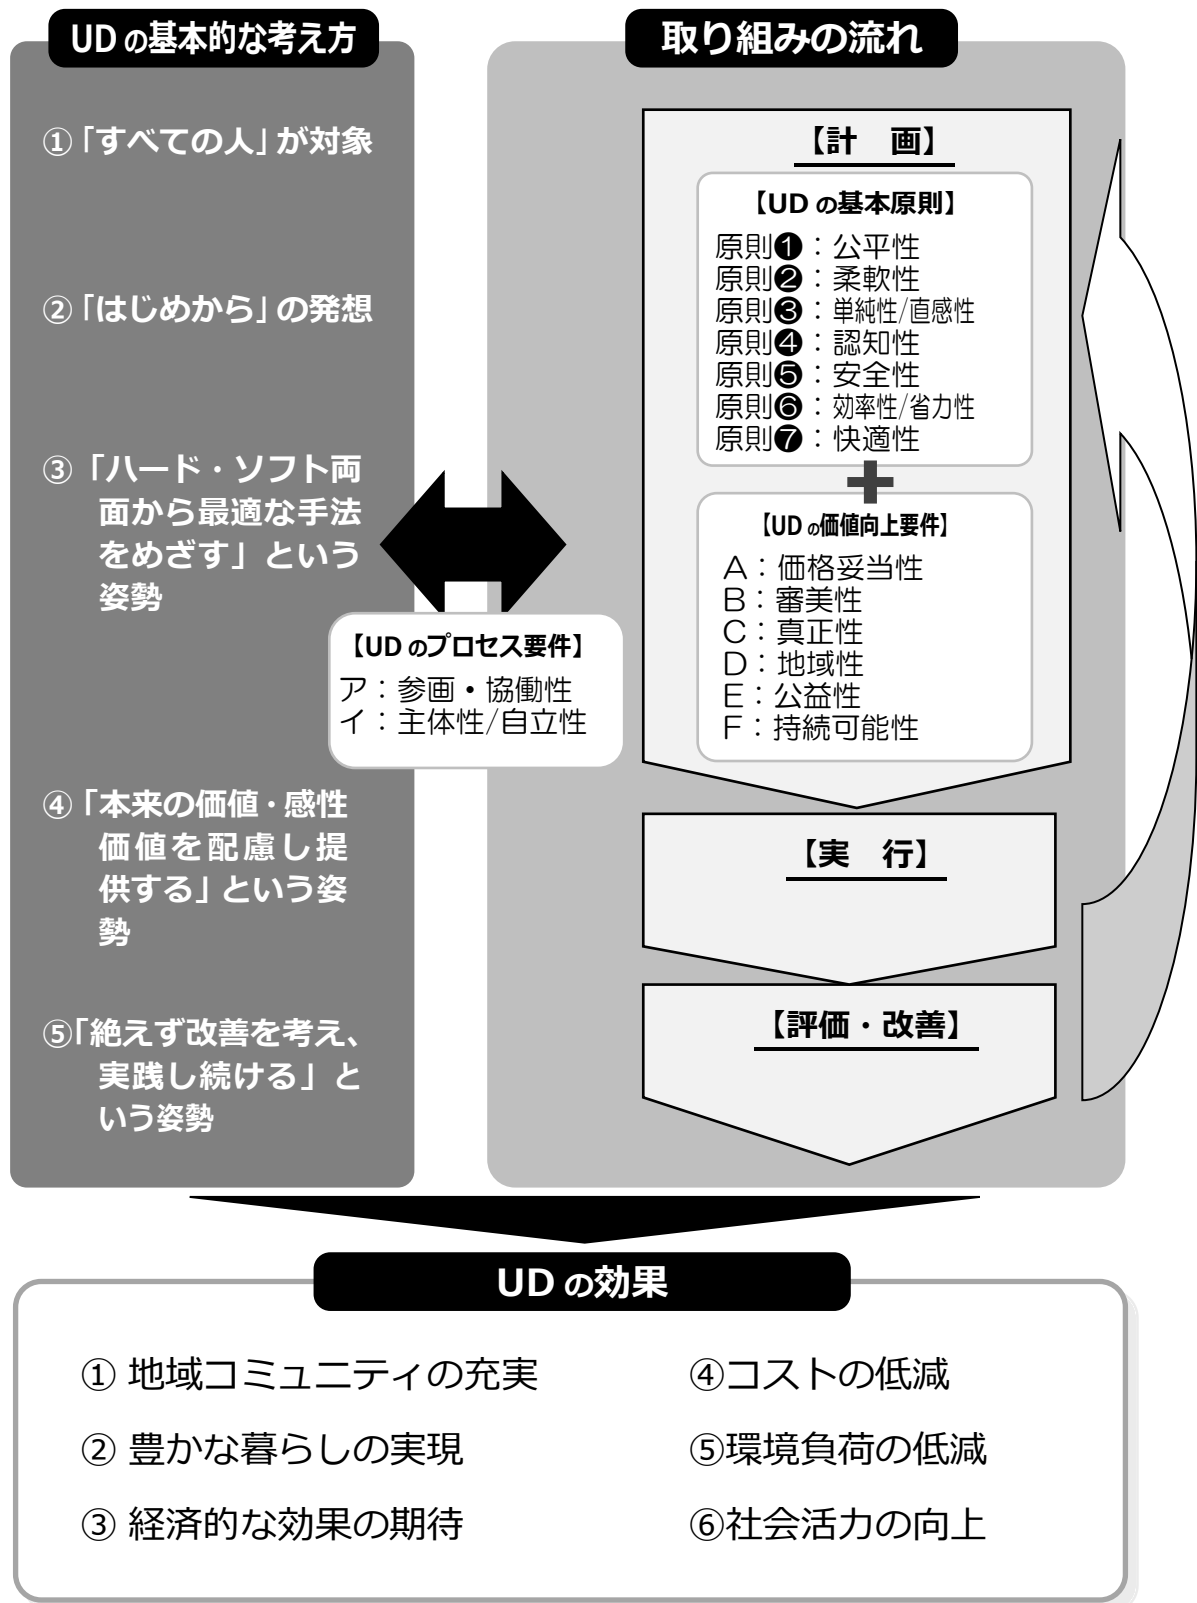 UDの基本的な考え方
①「すべての人」が対象
②「はじめから」の発想
③「ハード・ソフト両
面から最適な手法
をめざす」という
姿勢
④「本来の価値・感性
価値を配慮し提
供する」という姿
勢
⑤「絶えず改善を考え、
実践し続ける」と
いう姿勢
【UDのプロセス要件】
ア：参画・協働性
イ：主体性/自立性
取り組みの流れ
【計　画】
【UDの基本原則】
原則❶：公平性
原則❷：柔軟性
原則❸：単純性/直感性
原則❹：認知性
原則❺：安全性
原則❻：効率性/省力性
原則❼：快適性
＋
【UDの価値向上要件】
A：価格妥当性
B：審美性
C：真正性
D：地域性
E：公益性
F：持続可能性
【実　行】
【評価・改善】
UDの効果
① 地域コミュニティの充実
② 豊かな暮らしの実現
③ 経済的な効果の期待
④コストの低減
⑤環境負荷の低減
⑥社会活力の向上